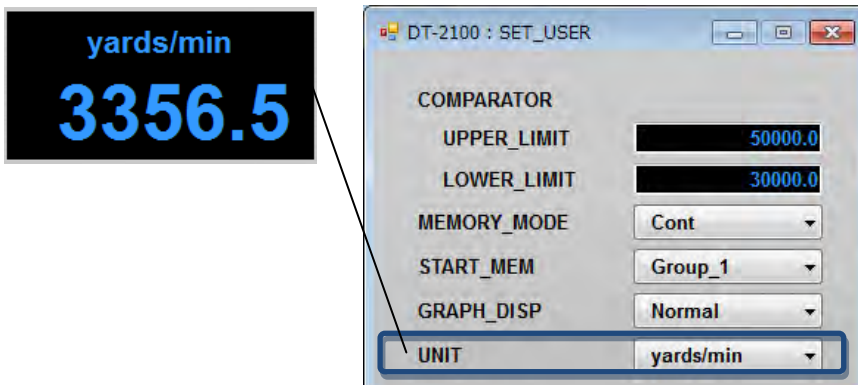 yards/min
3356.5
DT-2100 : SET_USER
COMPARATOR
UPPER_LIMIT 50000.0
LOWER_LIMIT 30000.0
MEMORY_MODE Cont
START_MEM Group_1
GRAPH_DISP Normal
UNIT yards/min